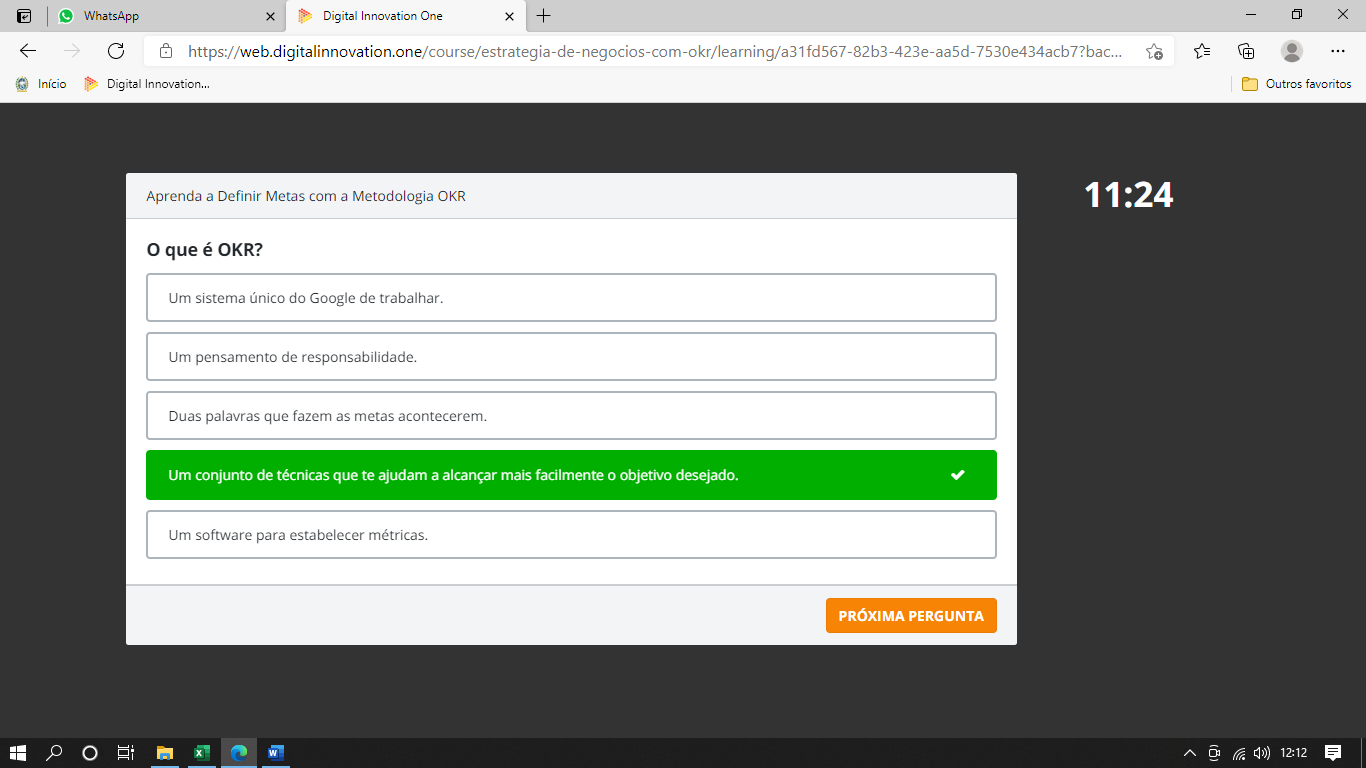 WhatsApp
Digital Innovation One
https://web.digitalinnovation.one/course/estrategia-de-negocios-com-okr/learning/a31fd567-82b3-423e-aa5d-7530e434acb7?bac...
Início
Digital Innovation...
Outros favoritos
Aprenda a Definir Metas com a Metodologia OKR
11:24
O que é OKR?
Um sistema único do Google de trabalhar.
Um pensamento de responsabilidade.
Duas palavras que fazem as metas acontecerem.
Um conjunto de técnicas que te ajudam a alcançar mais facilmente o objetivo desejado.
Um software para estabelecer métricas.
PRÓXIMA PERGUNTA
12:12